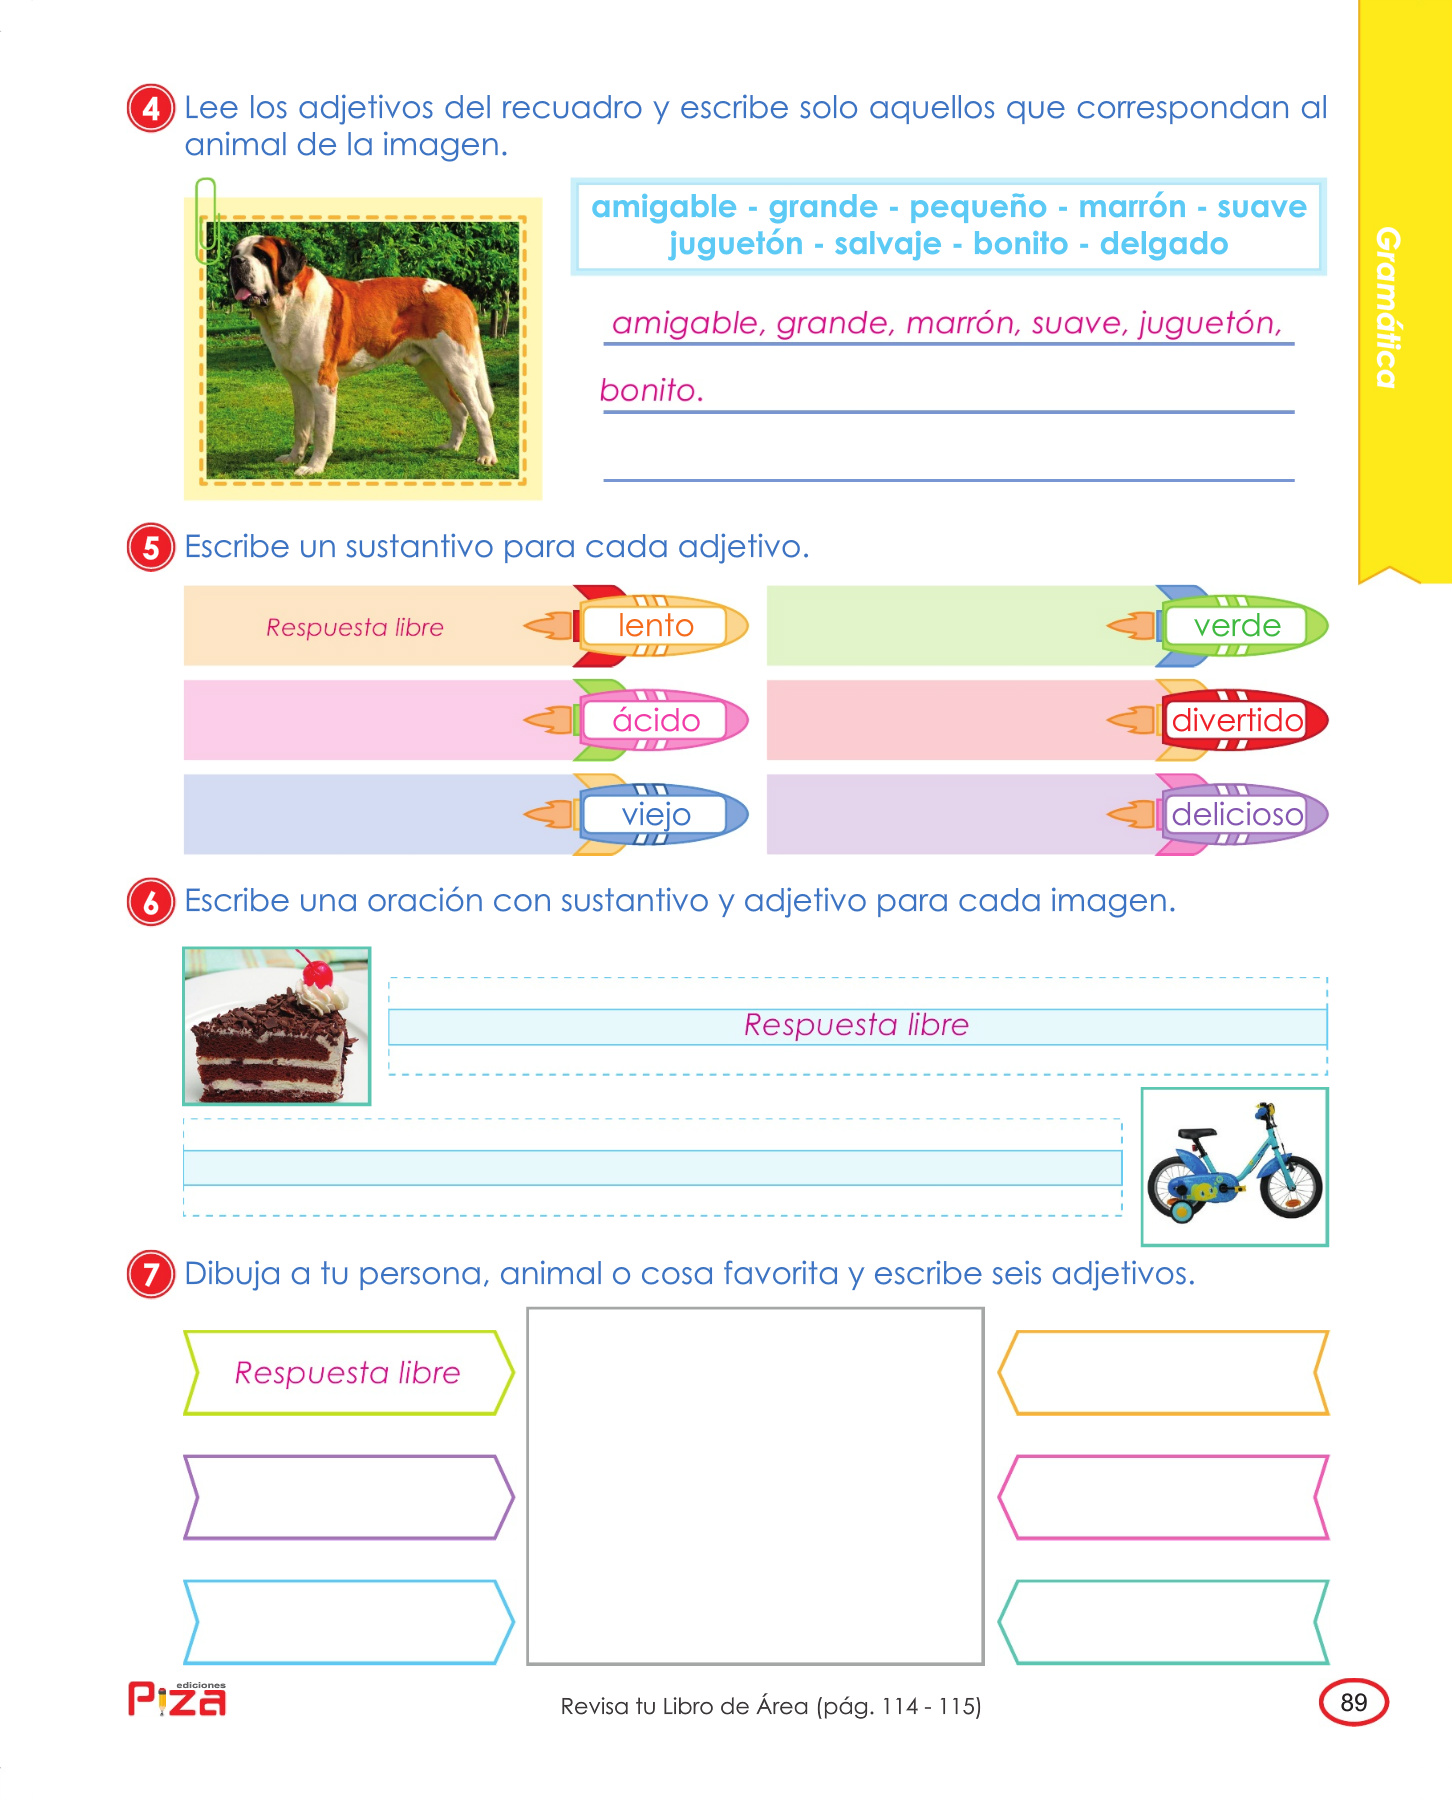 4 Lee los adjetivos del recuadro y escribe solo aquellos que correspondan al
animal de la imagen.
amigable - grande - pequeño - marrón - suave
juguetón - salvaje - bonito - delgado
amigable, grande, marrón, suave, juguetón,
bonito.
Gramática
5 Escribe un sustantivo para cada adjetivo.
Respuesta libre lento
verde
ácido
divertido
viejo
delicioso
6 Escribe una oración con sustantivo y adjetivo para cada imagen.
Respuesta libre
7 Dibuja a tu persona, animal o cosa favorita y escribe seis adjetivos.
Respuesta libre
ediciones
Piza
Revisa tu Libro de Área (pág. 114 - 115)
89